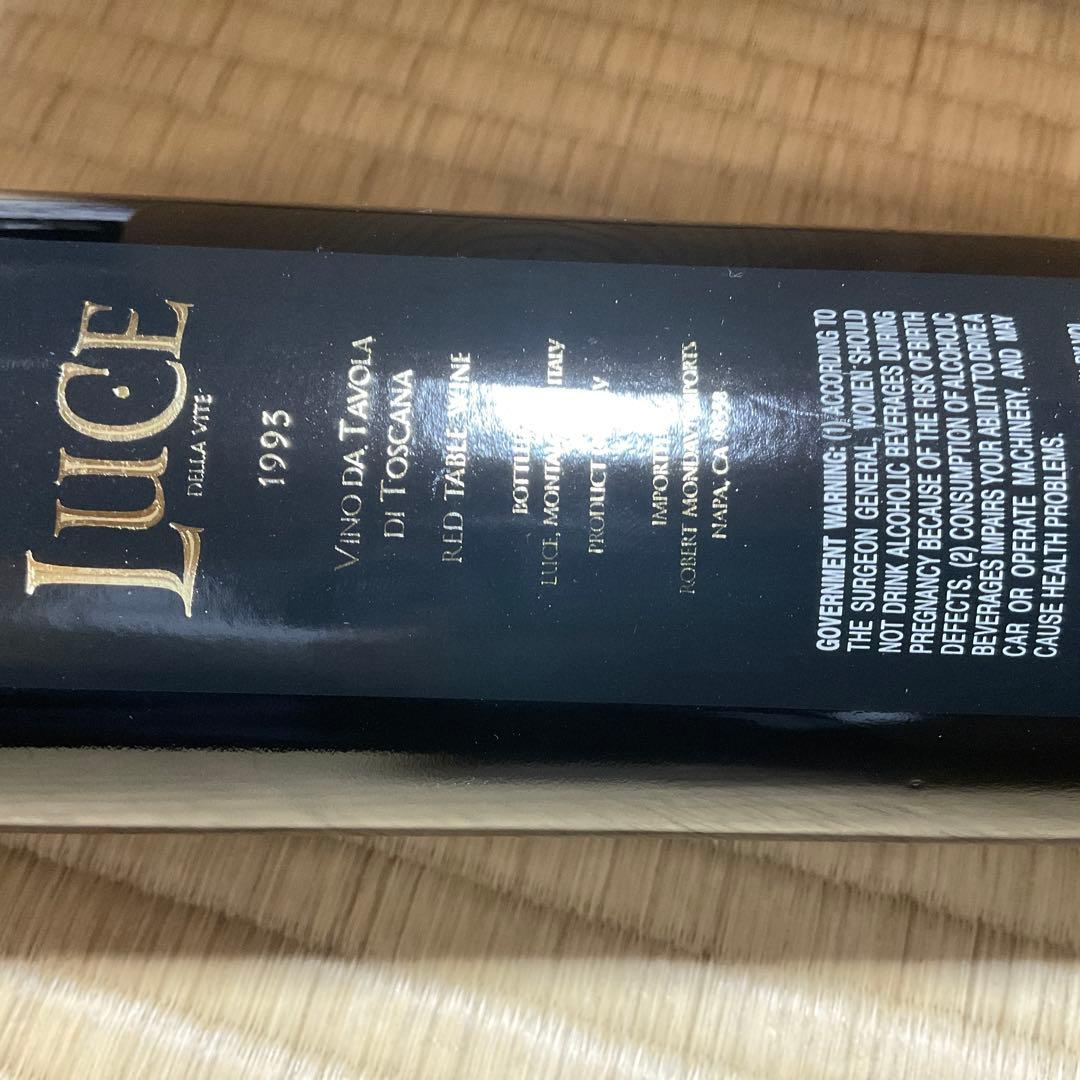 LUCE
DELLA VITE
1993
VINO DA TAVOLA
DI TOSCANA
RED TABLE WINE
LUCE, ITALY
PRODUCT
ROBERT MONDAVI IMPORTS
NAPA, CA
GOVERNMENT WARNING: (1) ACCORDING TO
THE SURGEON GENERAL, WOMEN SHOULD
NOT DRINK ALCOHOLIC BEVERAGES DURING
PREGNANCY BECAUSE OF THE RISK OF BIRTH
DEFECTS. (2) CONSUMPTION OF ALCOHOLIC
BEVERAGES IMPAIRS YOUR ABILITY TO DRIVE A
CAR OR OPERATE MACHINERY, AND MAY
CAUSE HEALTH PROBLEMS.